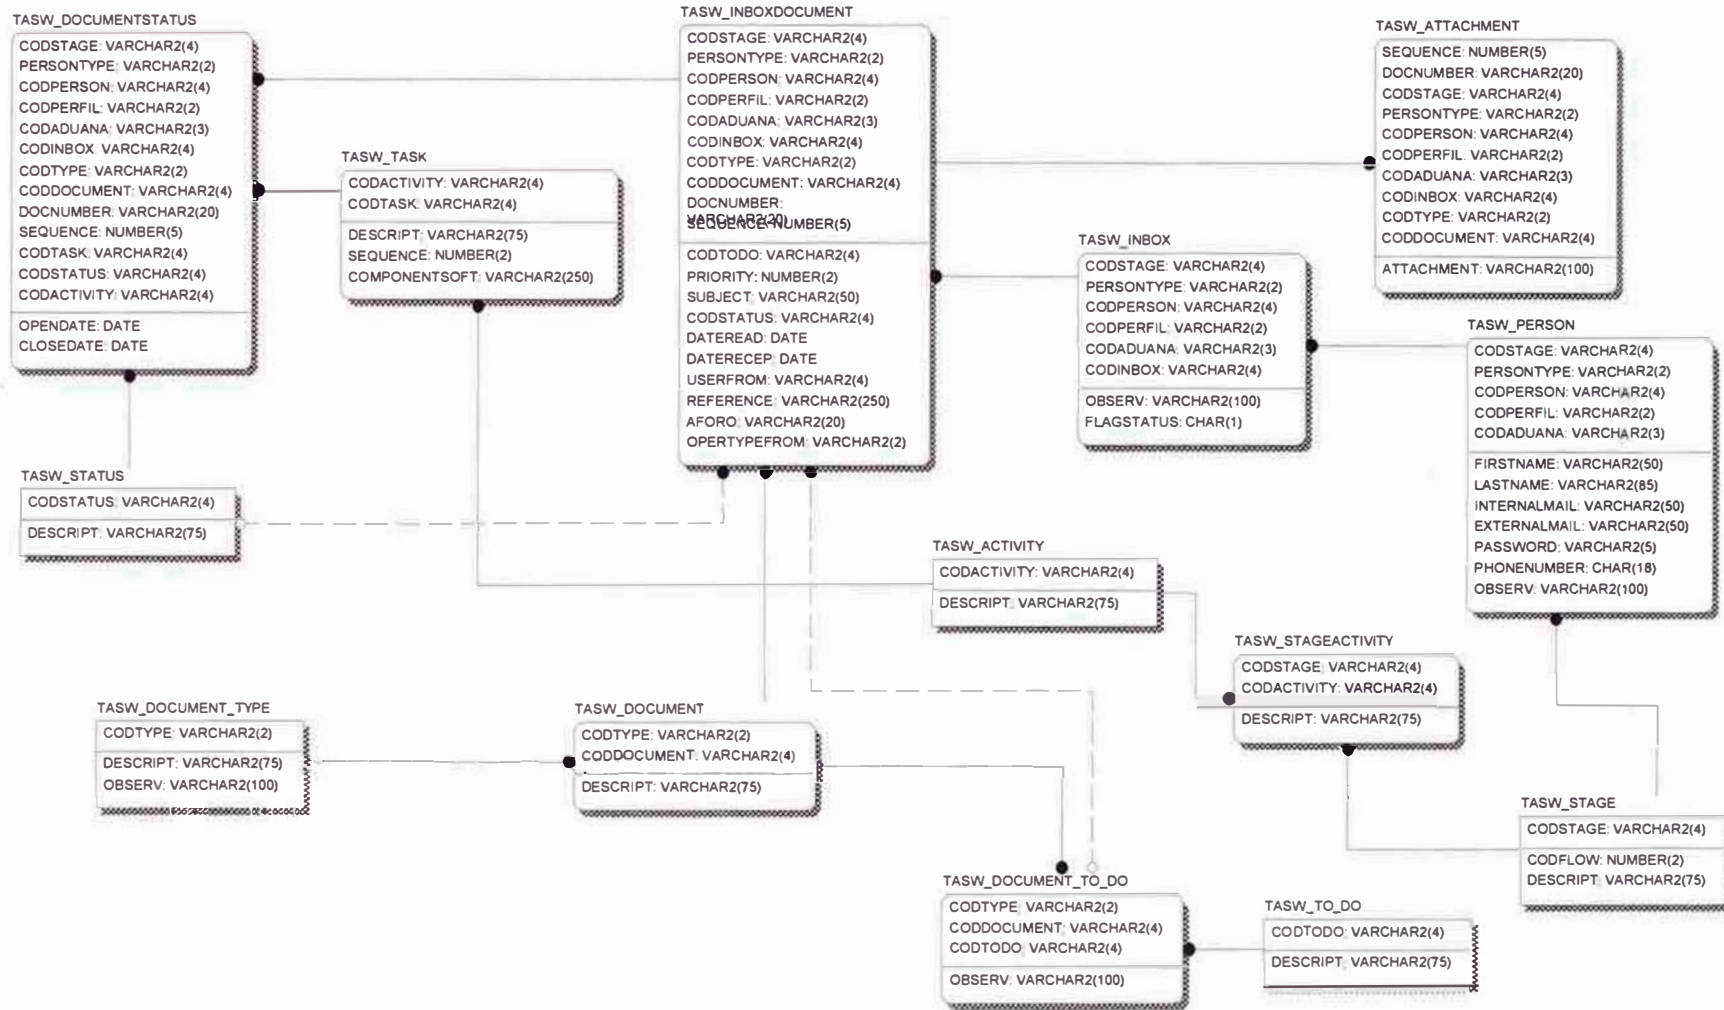 TASW_DOCUMENTSTATUS
CODSTAGE: VARCHAR2(4)
PERSONTYPE: VARCHAR2(2)
CODPERSON: VARCHAR2(4)
CODPERFIL: VARCHAR2(2)
CODADUANA: VARCHAR2(3)
CODINBOX: VARCHAR2(4)
CODTYPE: VARCHAR2(2)
CODDOCUMENT: VARCHAR2(4)
DOCNUMBER: VARCHAR2(20)
SEQUENCE: NUMBER(5)
CODTASK: VARCHAR2(4)
CODSTATUS: VARCHAR2(4)
CODACTIVITY: VARCHAR2(4)
OPENDATE: DATE
CLOSEDATE: DATE
TASW_TASK
CODACTIVITY: VARCHAR2(4)
CODTASK: VARCHAR2(4)
DESCRIPT: VARCHAR2(75)
SEQUENCE: NUMBER(2)
COMPONENTSOFT: VARCHAR2(250)
TASW_INBOXDOCUMENT
CODSTAGE: VARCHAR2(4)
PERSONTYPE: VARCHAR2(2)
CODPERSON: VARCHAR2(4)
CODPERFIL: VARCHAR2(2)
CODADUANA: VARCHAR2(3)
CODINBOX: VARCHAR2(4)
CODTYPE: VARCHAR2(2)
CODDOCUMENT: VARCHAR2(4)
DOCNUMBER:
VARCHAR2(20)
SEQUENCE: NUMBER(5)
CODTODO: VARCHAR2(4)
PRIORITY: NUMBER(2)
SUBJECT: VARCHAR2(50)
CODSTATUS: VARCHAR2(4)
DATEREAD: DATE
DATERECEP: DATE
USERFROM: VARCHAR2(4)
REFERENCE: VARCHAR2(250)
AFORO: VARCHAR2(20)
OPERTYPEFROM: VARCHAR2(2)
TASW_ATTACHMENT
SEQUENCE: NUMBER(5)
DOCNUMBER: VARCHAR2(20)
CODSTAGE: VARCHAR2(4)
PERSONTYPE: VARCHAR2(2)
CODPERSON: VARCHAR2(4)
CODPERFIL: VARCHAR2(2)
CODADUANA: VARCHAR2(3)
CODINBOX: VARCHAR2(4)
CODTYPE: VARCHAR2(2)
CODDOCUMENT: VARCHAR2(4)
ATTACHMENT: VARCHAR2(100)
TASW_INBOX
CODSTAGE: VARCHAR2(4)
PERSONTYPE: VARCHAR2(2)
CODPERSON: VARCHAR2(4)
CODPERFIL: VARCHAR2(2)
CODADUANA: VARCHAR2(3)
CODINBOX: VARCHAR2(4)
OBSERV: VARCHAR2(100)
FLAGSTATUS: CHAR(1)
TASW_PERSON
CODSTAGE: VARCHAR2(4)
PERSONTYPE: VARCHAR2(2)
CODPERSON: VARCHAR2(4)
CODPERFIL: VARCHAR2(2)
CODADUANA: VARCHAR2(3)
FIRSTNAME: VARCHAR2(50)
LASTNAME: VARCHAR2(85)
INTERNALMAIL: VARCHAR2(50)
EXTERNALMAIL: VARCHAR2(50)
PASSWORD: VARCHAR2(5)
PHONENUMBER: CHAR(18)
OBSERV: VARCHAR2(100)
TASW_STATUS
CODSTATUS: VARCHAR2(4)
DESCRIPT: VARCHAR2(75)
TASW_ACTIVITY
CODACTIVITY: VARCHAR2(4)
DESCRIPT: VARCHAR2(75)
TASW_STAGEACTIVITY
CODSTAGE: VARCHAR2(4)
CODACTIVITY: VARCHAR2(4)
DESCRIPT: VARCHAR2(75)
TASW_DOCUMENT_TYPE
CODTYPE: VARCHAR2(2)
DESCRIPT: VARCHAR2(75)
OBSERV: VARCHAR2(100)
TASW_DOCUMENT
CODTYPE: VARCHAR2(2)
CODDOCUMENT: VARCHAR2(4)
DESCRIPT: VARCHAR2(75)
TASW_STAGE
CODSTAGE: VARCHAR2(4)
CODFLOW: NUMBER(2)
DESCRIPT: VARCHAR2(75)
TASW_DOCUMENT_TO_DO
CODTYPE: VARCHAR2(2)
CODDOCUMENT: VARCHAR2(4)
CODTODO: VARCHAR2(4)
OBSERV: VARCHAR2(100)
TASW_TO_DO
CODTODO: VARCHAR2(4)
DESCRIPT: VARCHAR2(75)